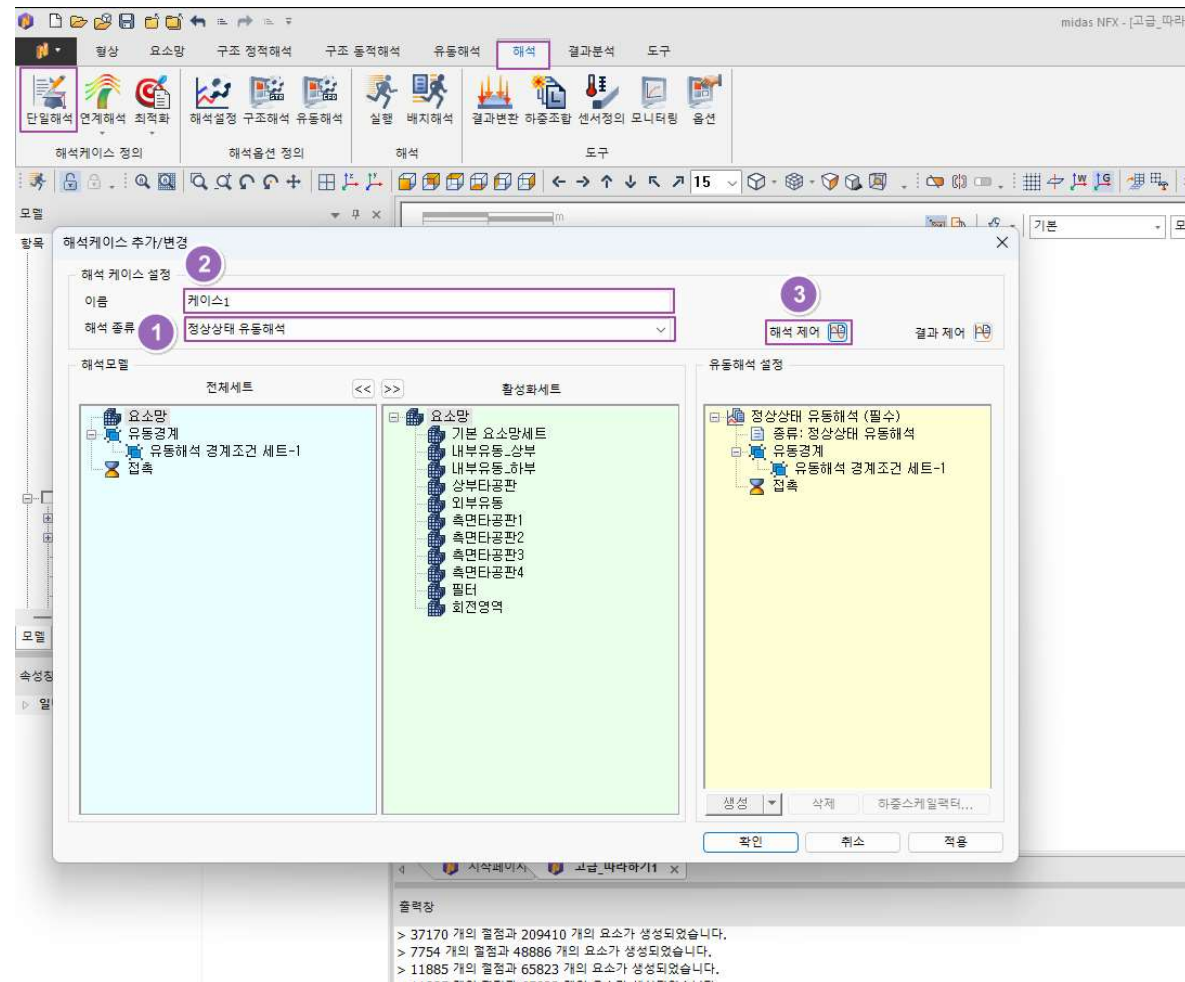 midas NFX - [고급_따라
형상 요소망 구조 정적해석 구조 동적해석 유동해석 해석 결과분석 도구
단일해석 연계해석 최적화 해석설정 구조해석 유동해석 실행 배치해석 결과변환 하중조합 센서정의 모니터링 옵션
해석케이스 정의 해석옵션 정의 해석 도구
15
모델
m
기본
항목
해석케이스 추가/변경
해석 케이스 설정
2
이름 케이스1
3
해석 종류 1 정상상태 유동해석
해석 제어 결과 제어
해석모델 유동해석 설정
전체세트 << >> 활성화세트
요소망
유동경계
유동해석 경계조건 세트-1
접촉
요소망
기본 요소망세트
내부유동_상부
내부유동_하부
상부타공판
외부유동
측면타공판1
측면타공판2
측면타공판3
측면타공판4
필터
회전영역
정상상태 유동해석 (필수)
종류: 정상상태 유동해석
유동경계
유동해석 경계조건 세트-1
접촉
모델
속성창
생성 삭제 하중스케일팩터...
확인 취소 적용
시작페이지 고급_따라하기1
출력창
> 37170 개의 절점과 209410 개의 요소가 생성되었습니다.
> 7754 개의 절점과 48886 개의 요소가 생성되었습니다.
> 11885 개의 절점과 65823 개의 요소가 생성되었습니다.